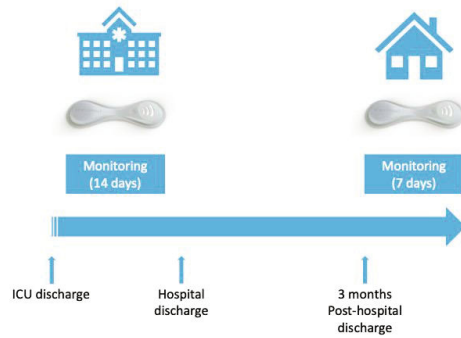 Monitoring
(14 days)
Monitoring
(7 days)
ICU discharge
Hospital
discharge
3 months
Post-hospital
discharge